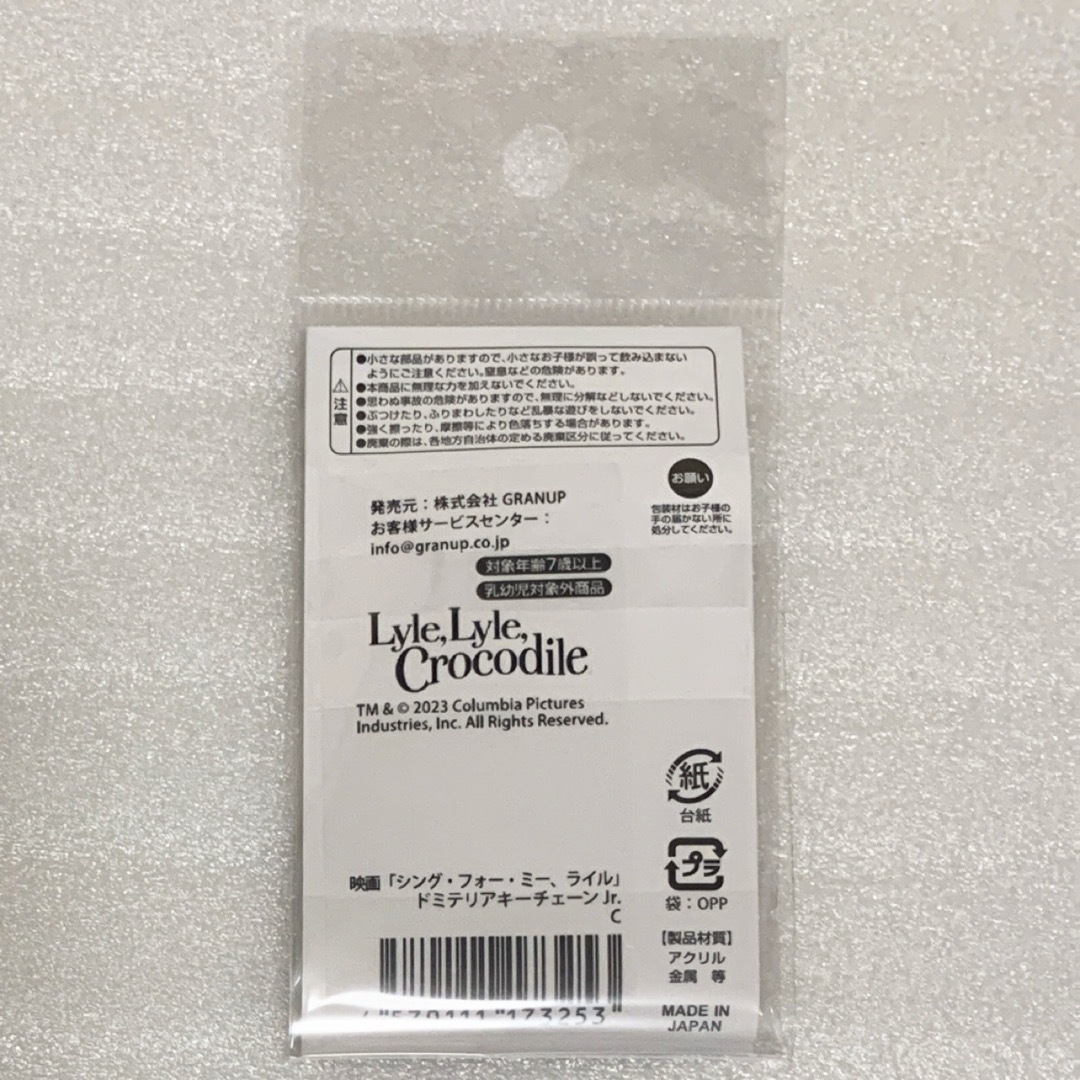 ⚠注意
●小さな部品がありますので、小さなお子様が誤って飲み込まない
ようにご注意ください。窒息などの危険があります。
●本商品に無理な力を加えないでください。
●思わぬ事故の危険がありますので、無理に分解などしないでください。
●ぶつけたり、ふりまわしたりなど乱暴な遊びをしないでください。
●強く擦ったり、摩擦等により色落ちする場合があります。
●廃棄の際は、各地方自治体の定める廃棄区分に従ってください。
お願い
包装材はお子様の
手の届かない所に
処分してください。
発売元：株式会社 GRANUP
お客様サービスセンター：
info@granup.co.jp
対象年齢7歳以上
乳幼児対象外商品
Lyle, Lyle,
Crocodile
TM & © 2023 Columbia Pictures
Industries, Inc. All Rights Reserved.
紙
台紙
プラ
袋：OPP
映画「シング・フォー・ミー、ライル」
ドミテリアキーチェーン Jr.
C
【製品材質】
アクリル
金属 等
MADE IN
JAPAN
4 570111 173253